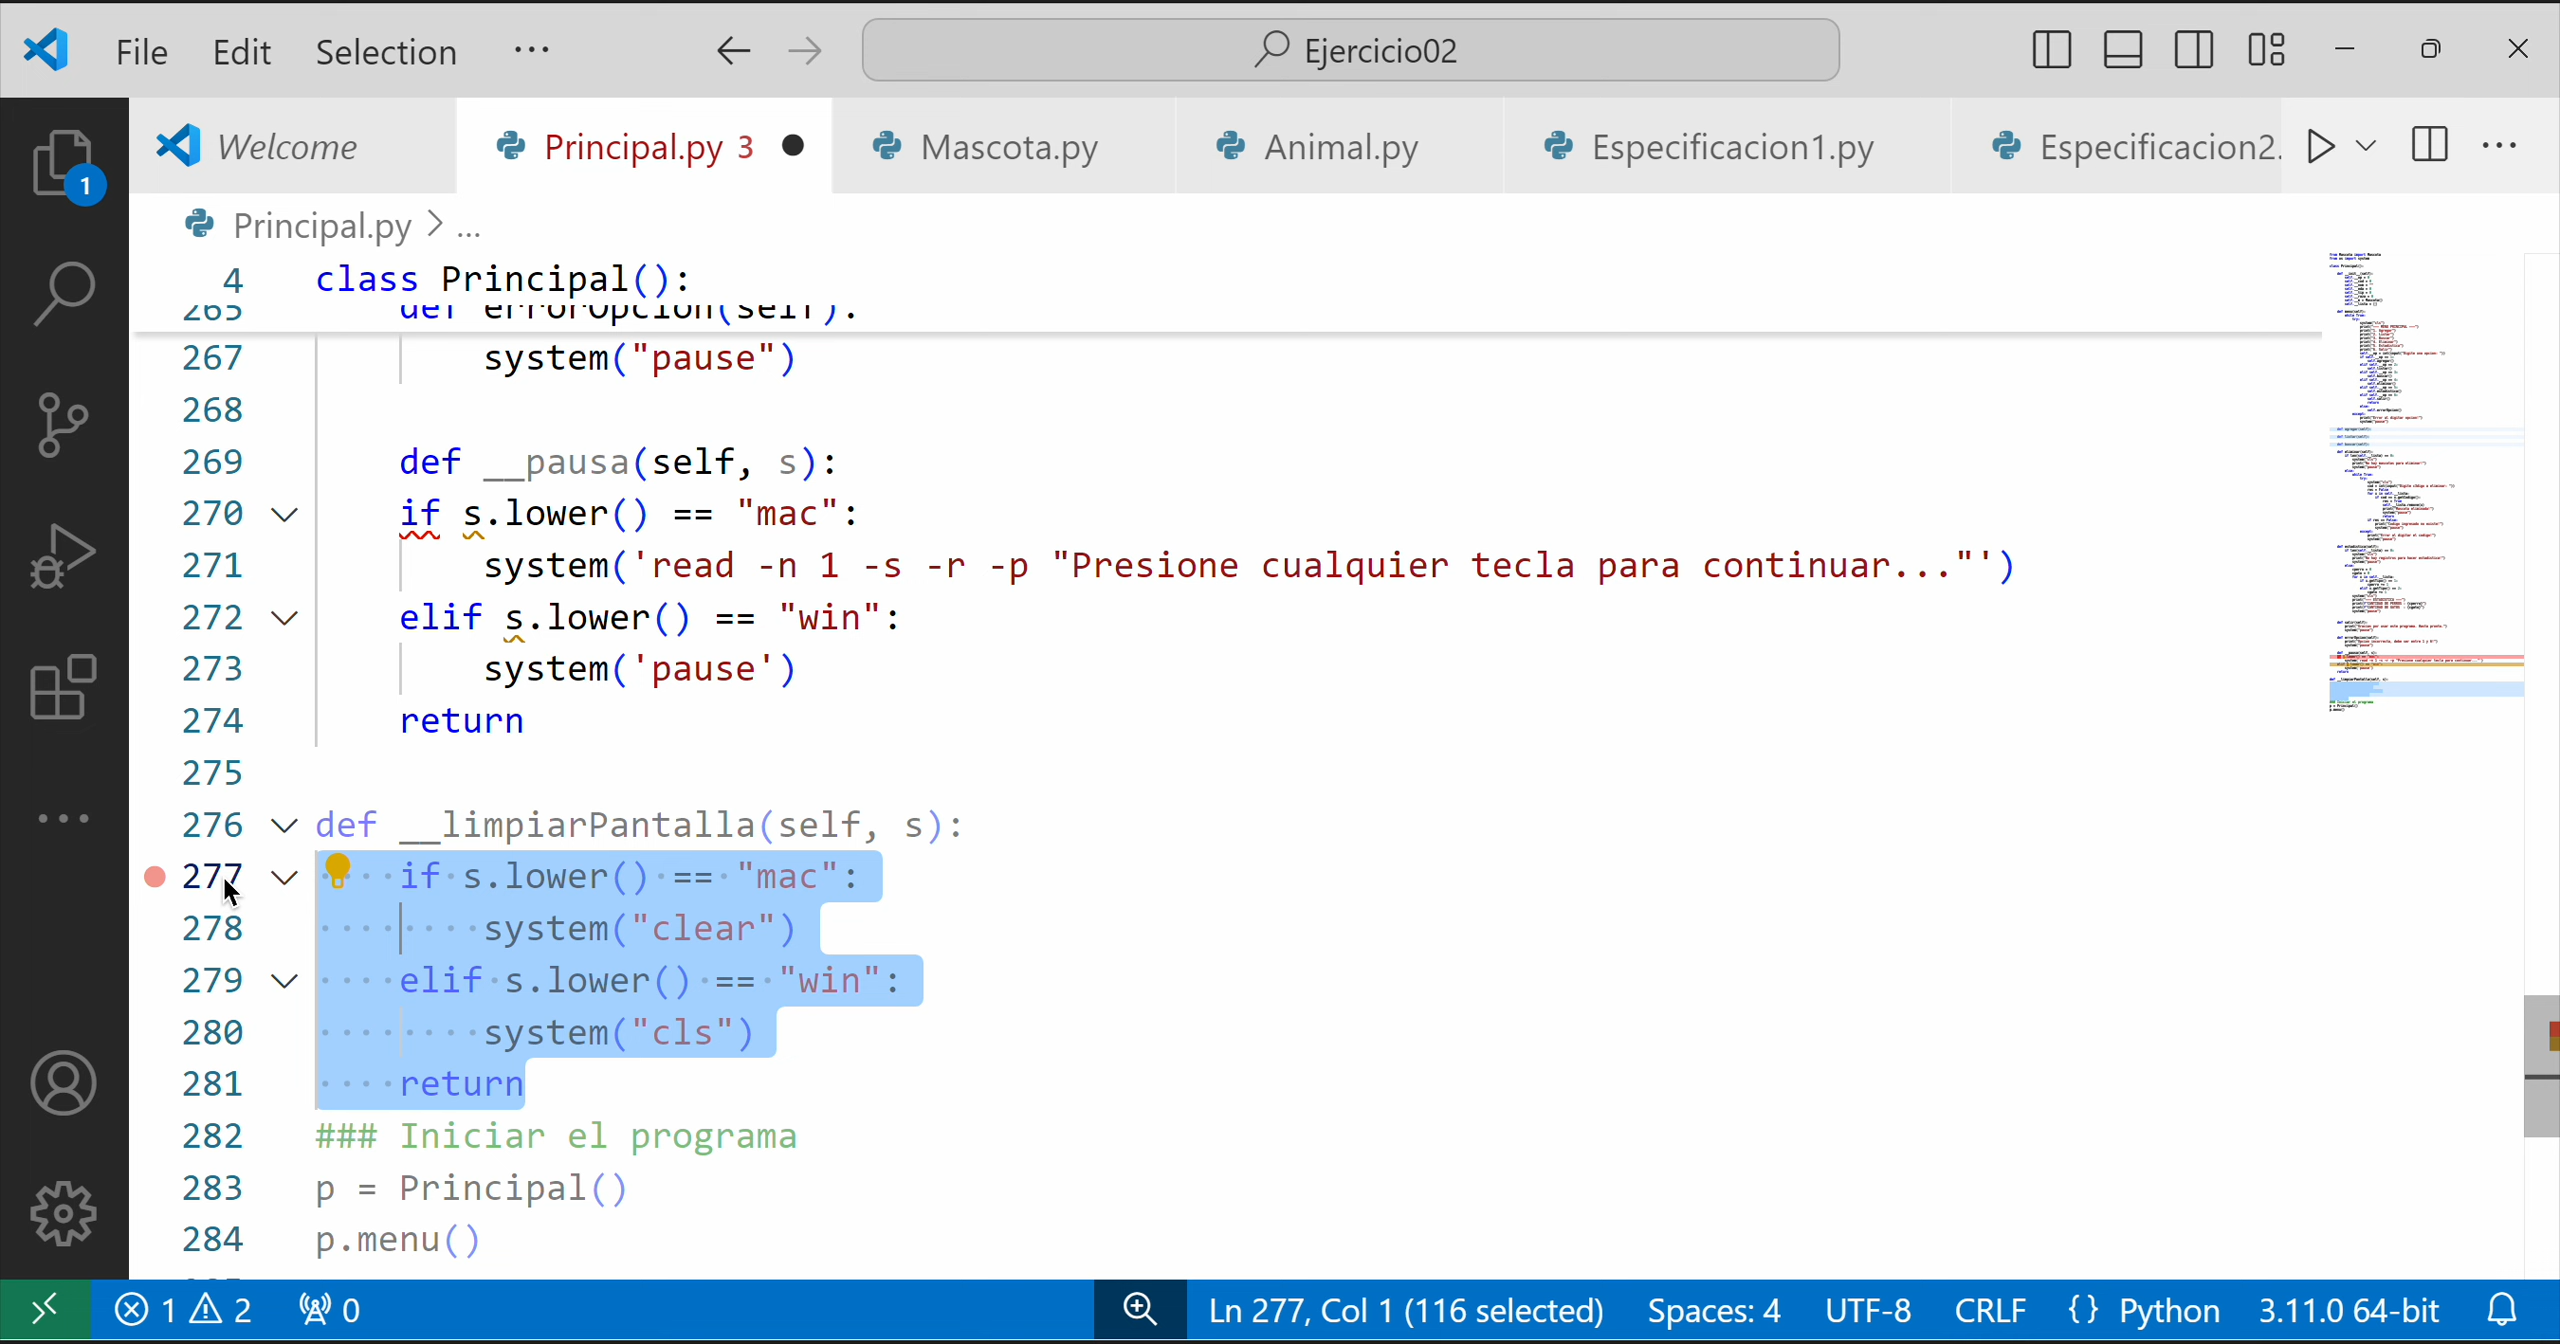 File Edit Selection ... Ejercicio02
1 Welcome Principal.py 3 Mascota.py Animal.py Especificacion1.py Especificacion2. ...
Principal.py > ...
4 class Principal():
265 def errorOpcion(self):
267 system("pause")
268
269 def __pausa(self, s):
270 if s.lower() == "mac":
271 system('read -n 1 -s -r -p "Presione cualquier tecla para continuar..."')
272 elif s.lower() == "win":
273 system('pause')
274 return
275
276 def __limpiarPantalla(self, s):
277 if s.lower() == "mac":
278 system("clear")
279 elif s.lower() == "win":
280 system("cls")
281 return
282 ### Iniciar el programa
283 p = Principal()
284 p.menu()
1 2 0 Ln 277, Col 1 (116 selected) Spaces: 4 UTF-8 CRLF {} Python 3.11.0 64-bit